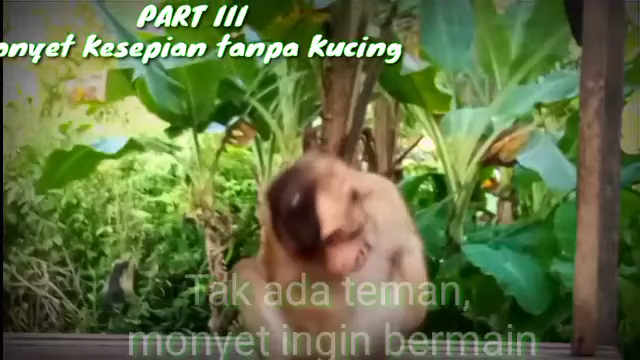 PART III
onyet Kesepian tanpa Kucing
Tak ada teman,
monyet ingin bermain